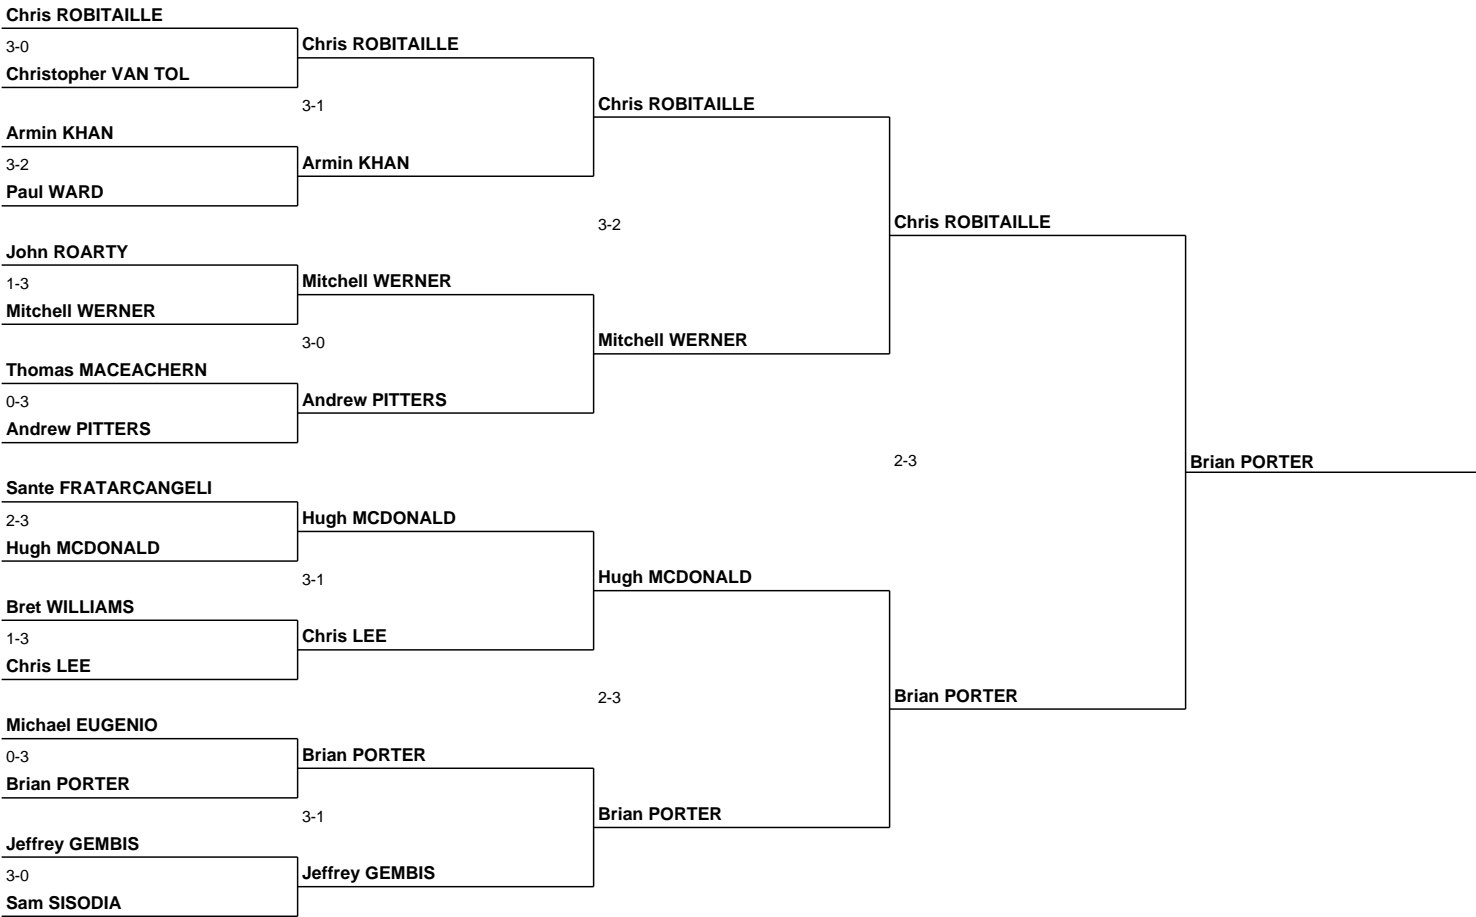 Chris ROBITAILLE
3-0
Christopher VAN TOL
Armin KHAN
3-2
Paul WARD
John ROARTY
1-3
Mitchell WERNER
Thomas MACEACHERN
0-3
Andrew PITTERS
Sante FRATARCANGELI
2-3
Hugh MCDONALD
Bret WILLIAMS
1-3
Chris LEE
Michael EUGENIO
0-3
Brian PORTER
Jeffrey GEMBIS
3-0
Sam SISODIA
Chris ROBITAILLE
3-1
Armin KHAN
Mitchell WERNER
3-0
Andrew PITTERS
Hugh MCDONALD
3-1
Chris LEE
Brian PORTER
3-1
Jeffrey GEMBIS
Chris ROBITAILLE
3-2
Mitchell WERNER
Hugh MCDONALD
2-3
Brian PORTER
Chris ROBITAILLE
2-3
Brian PORTER
Brian PORTER